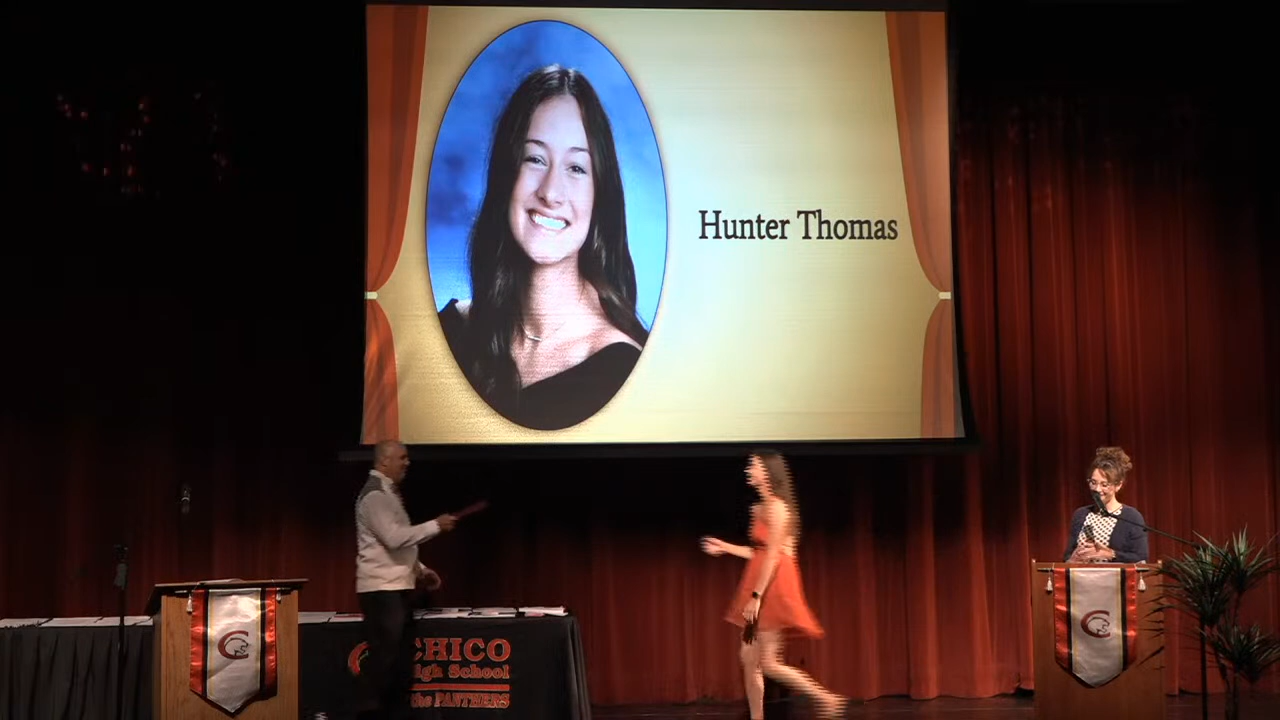 Hunter Thomas
CHICO
High School
the PANTHERS
C
C